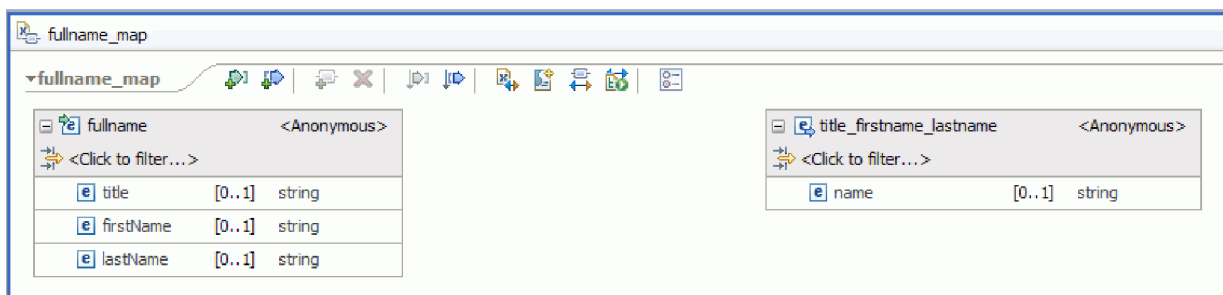 fullname_map
fullname_map
fullname <Anonymous>
<Click to filter...>
title [0..1] string
firstName [0..1] string
lastName [0..1] string
title_firstname_lastname <Anonymous>
<Click to filter...>
name [0..1] string